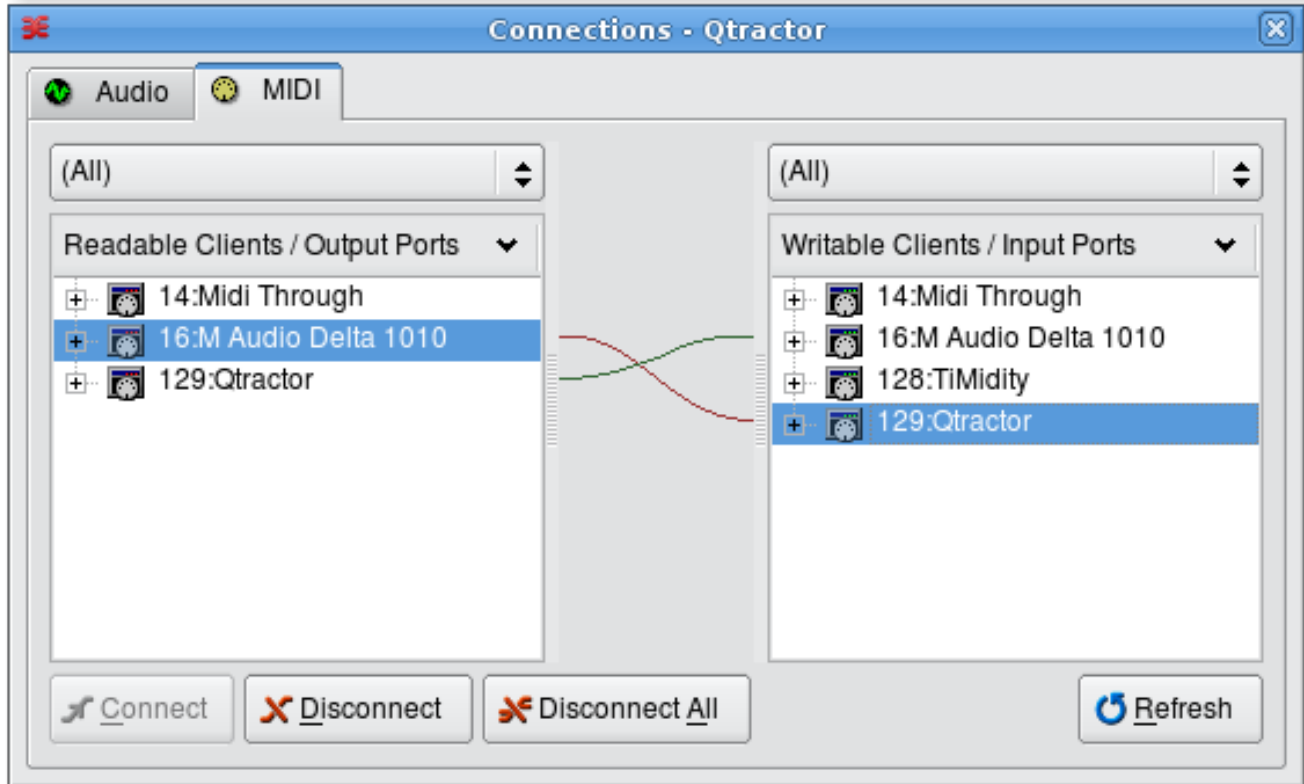 Connections - Qtractor
Audio MIDI
(All) (All)
Readable Clients / Output Ports Writable Clients / Input Ports
14:Midi Through 14:Midi Through
16:M Audio Delta 1010 16:M Audio Delta 1010
129:Qtractor 128:TiMidity
129:Qtractor
Connect Disconnect Disconnect All Refresh